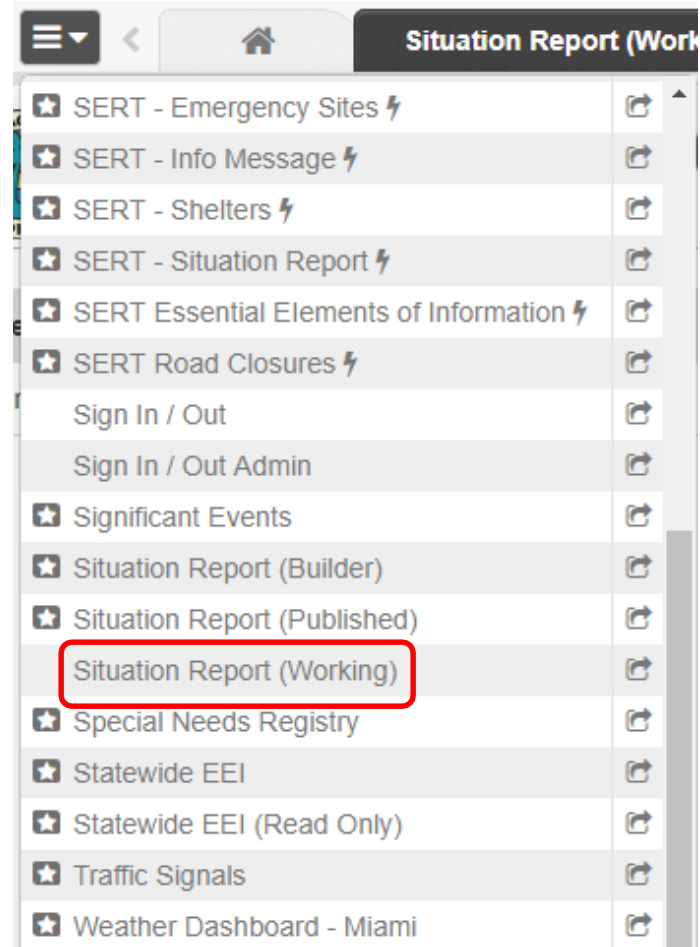 Situation Report (Work
SERT - Emergency Sites
SERT - Info Message
SERT - Shelters
SERT - Situation Report
SERT Essential Elements of Information
SERT Road Closures
Sign In / Out
Sign In / Out Admin
Significant Events
Situation Report (Builder)
Situation Report (Published)
Situation Report (Working)
Special Needs Registry
Statewide EEI
Statewide EEI (Read Only)
Traffic Signals
Weather Dashboard - Miami